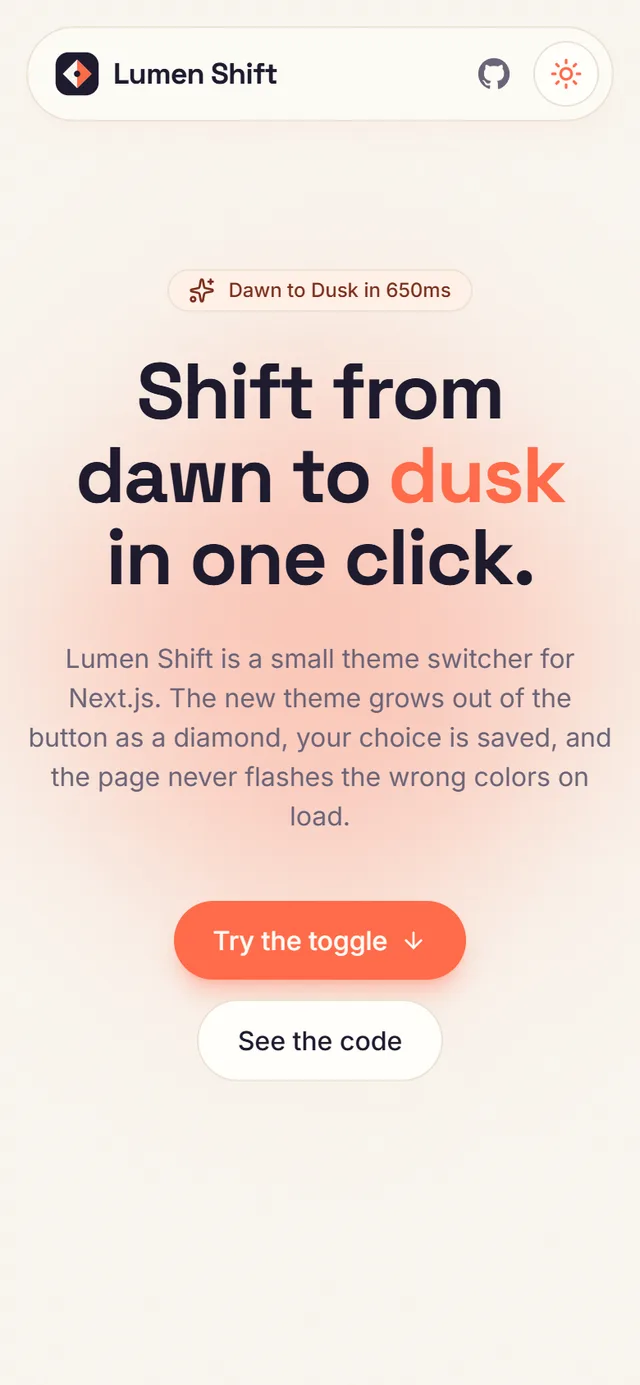 Lumen Shift
Dawn to Dusk in 650ms
Shift from
dawn to dusk
in one click.
Lumen Shift is a small theme switcher for
Next.js. The new theme grows out of the
button as a diamond, your choice is saved, and
the page never flashes the wrong colors on
load.
Try the toggle
See the code